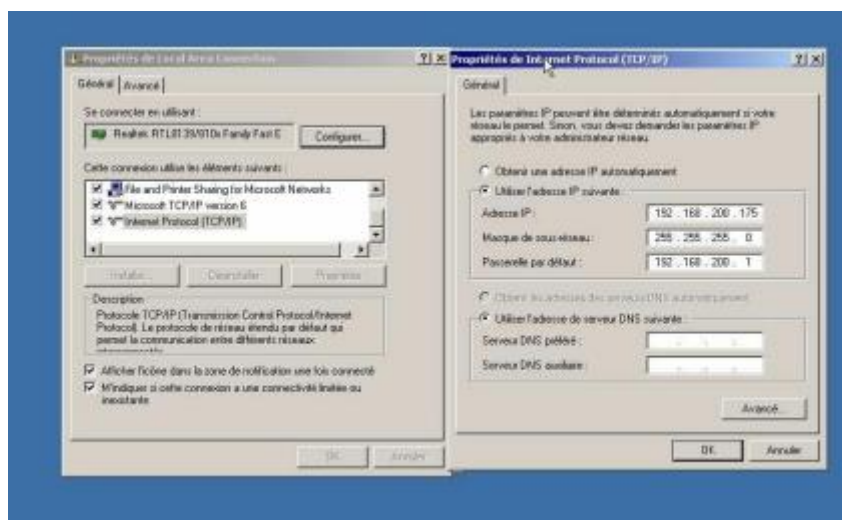 Propriétés de Local Area Connection
Général
Avancé
Se connecter en utilisant :
Realtek RTL8139/810x Family Fast E
Configurer...
Cette connexion utilise les éléments suivants :
File and Printer Sharing for Microsoft Networks
Microsoft TCP/IP version 6
Internet Protocol (TCP/IP)
Installer...
Désinstaller
Propriétés
Description
Protocole TCP/IP (Transmission Control Protocol/Internet
Protocol). Le protocole de réseau étendu par défaut qui
permet la communication entre différents réseaux
Afficher l'icône dans la zone de notification une fois connecté
M'indiquer si cette connexion a une connectivité limitée ou
inexistante
OK
Annuler
Propriétés de Internet Protocol (TCP/IP)
Général
Les paramètres IP peuvent être déterminés automatiquement si votre
réseau le permet. Sinon, vous devez demander les paramètres IP
appropriés à votre administrateur réseau.
Obtenir une adresse IP automatiquement
Utiliser l'adresse IP suivante
Adresse IP : 192 . 168 . 200 . 175
Masque de sous-réseau : 255 . 255 . 255 . 0
Passerelle par défaut : 192 . 168 . 200 . 1
Obtenir les adresses des serveurs DNS automatiquement
Utiliser l'adresse de serveur DNS suivante
Serveur DNS préféré :
Serveur DNS auxiliaire :
Avancé...
OK
Annuler